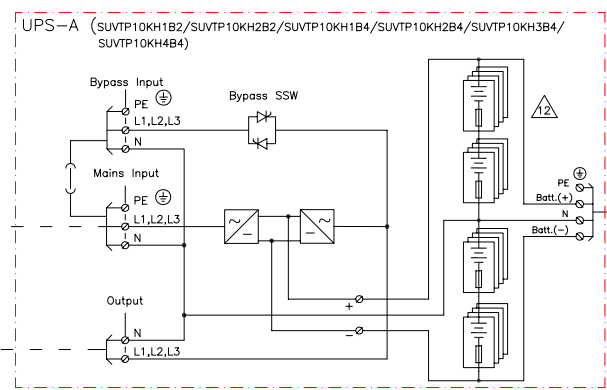 UPS-A (SUVTP10KH1B2/SUVTP10KH2B2/SUVTP10KH1B4/SUVTP10KH2B4/SUVTP10KH3B4/
SUVTP10KH4B4)
Bypass Input
PE
L1,L2,L3
N
Bypass SSW
12
Mains Input
PE
L1,L2,L3
N
PE
Batt.(+)
N
Batt.(-)
Output
N
L1,L2,L3
+
-